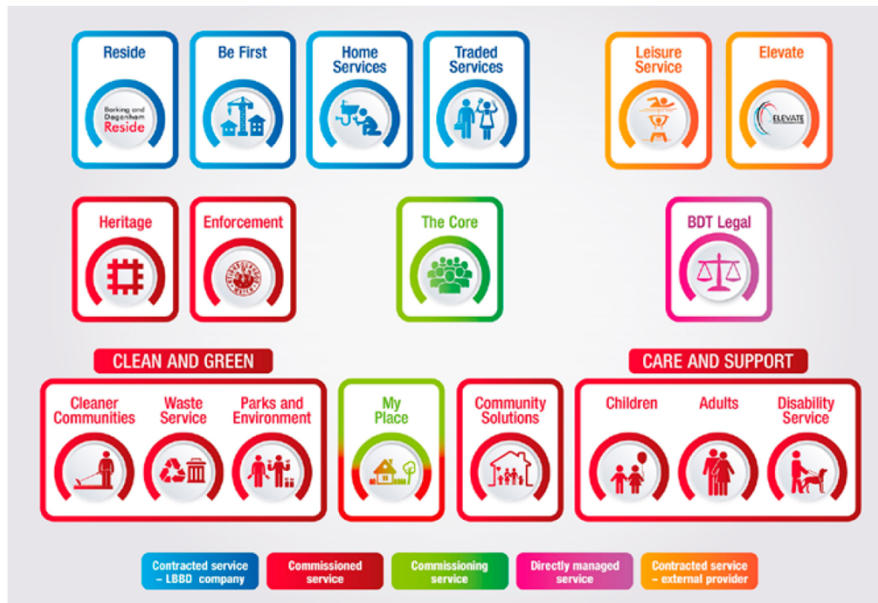 Reside
Be First
Home
Services
Traded
Services
Leisure
Service
Elevate
Barking and
Dagenham
Reside
ELEVATE
Heritage
Enforcement
The Core
BDT Legal
CLEAN AND GREEN
CARE AND SUPPORT
Cleaner
Communities
Waste
Service
Parks and
Environment
My
Place
Community
Solutions
Children
Adults
Disability
Service
Contracted service
– LBBD company
Commissioned
service
Commissioning
service
Directly managed
service
Contracted service
– external provider